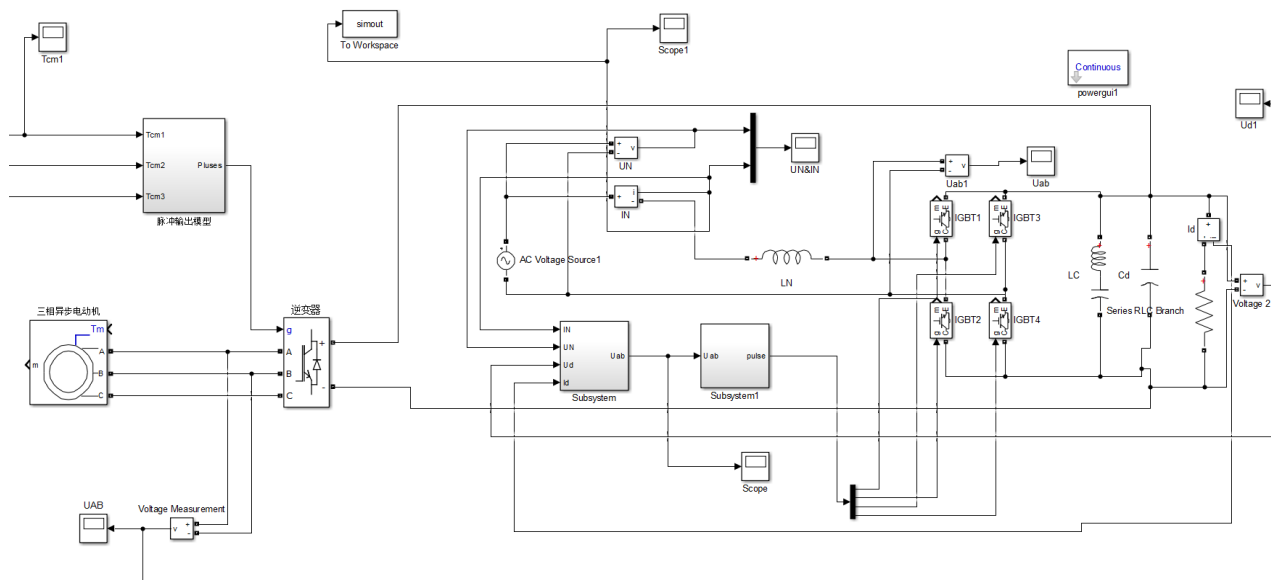 simout
To Workspace
Scope1
Tcm1
Continuous
powergui1
Ud1
Tcm1
Tcm2
Tcm3
Pluses
脉冲输出模型
+
-
v
UN
UN&IN
+
-
i
IN
+
-
v
Uab1
Uab
m
E
g
C
IGBT1
m
E
g
C
IGBT3
AC Voltage Source1
+
LN
+
LC
+
Cd
Id
+
-
i
+
Series RLC Branch
+
-
v
Voltage 2
m
E
g
C
IGBT2
m
E
g
C
IGBT4
三相异步电动机
Tm
m
A
B
C
逆变器
g
A
B
C
+
-
IN
UN
Ud
Id
Uab
Subsystem
Uab
pulse
Subsystem1
Scope
UAB
Voltage Measurement
v
+
-